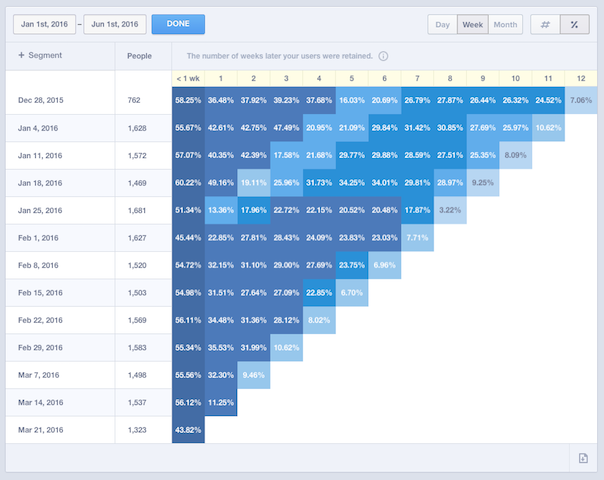 Jan 1st, 2016 – Jun 1st, 2016 DONE Day Week Month # %
+ Segment People The number of weeks later your users were retained. i
< 1 wk 1 2 3 4 5 6 7 8 9 10 11 12
Dec 28, 2015 762 58.25% 36.48% 37.92% 39.23% 37.68% 16.03% 20.69% 26.79% 27.87% 26.44% 26.32% 24.52% 7.06%
Jan 4, 2016 1,628 55.67% 42.61% 42.75% 47.49% 20.95% 21.09% 29.84% 31.42% 30.85% 27.69% 25.97% 10.62%
Jan 11, 2016 1,572 57.07% 40.35% 42.39% 17.58% 21.68% 29.77% 29.88% 28.59% 27.51% 25.35% 8.09%
Jan 18, 2016 1,469 60.22% 49.16% 19.11% 25.96% 31.73% 34.25% 34.01% 29.81% 28.97% 9.25%
Jan 25, 2016 1,681 51.34% 13.36% 17.96% 22.72% 22.15% 20.52% 20.48% 17.87% 3.22%
Feb 1, 2016 1,627 45.44% 22.85% 27.81% 28.43% 24.09% 23.83% 23.03% 7.71%
Feb 8, 2016 1,520 54.72% 32.15% 31.10% 29.00% 27.69% 23.75% 6.86%
Feb 15, 2016 1,503 54.98% 31.51% 27.64% 27.09% 22.85% 6.70%
Feb 22, 2016 1,569 56.11% 34.48% 31.36% 28.12% 8.02%
Feb 29, 2016 1,583 55.34% 35.53% 31.99% 10.62%
Mar 7, 2016 1,498 55.56% 32.30% 9.46%
Mar 14, 2016 1,537 56.12% 11.25%
Mar 21, 2016 1,323 43.82%